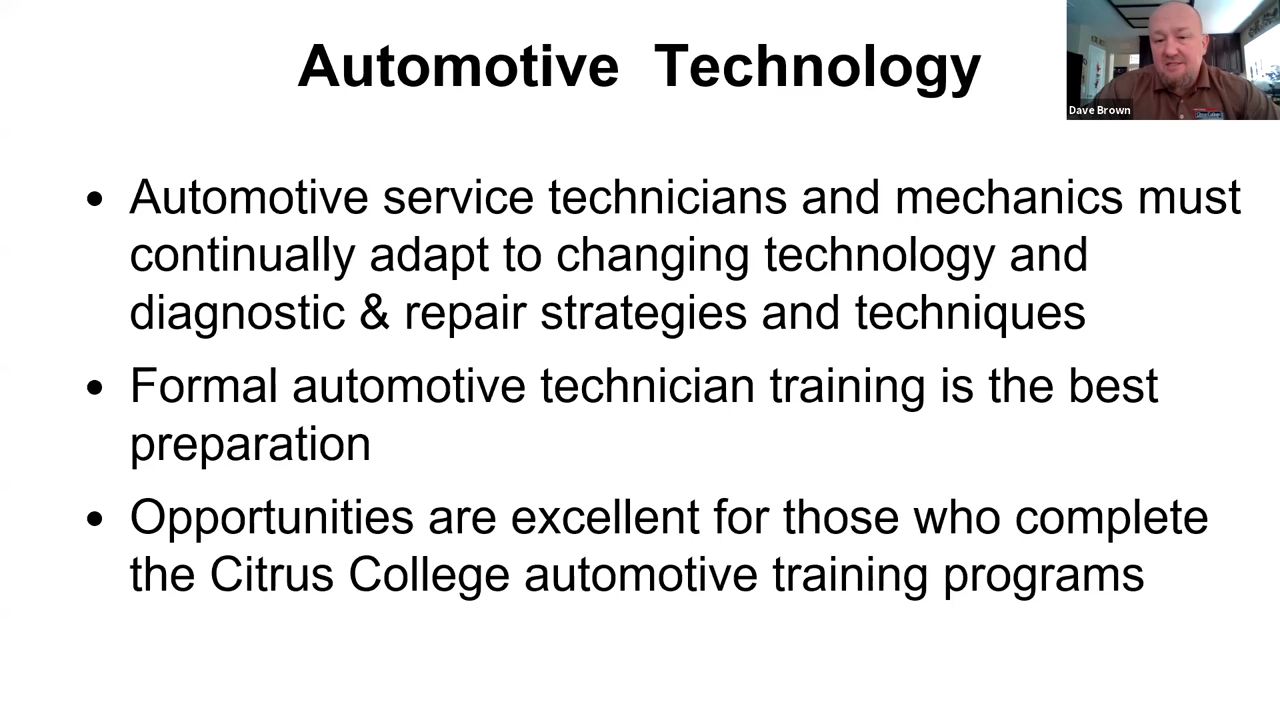 Automotive Technology
Dave Brown
• Automotive service technicians and mechanics must
continually adapt to changing technology and
diagnostic & repair strategies and techniques
• Formal automotive technician training is the best
preparation
• Opportunities are excellent for those who complete
the Citrus College automotive training programs